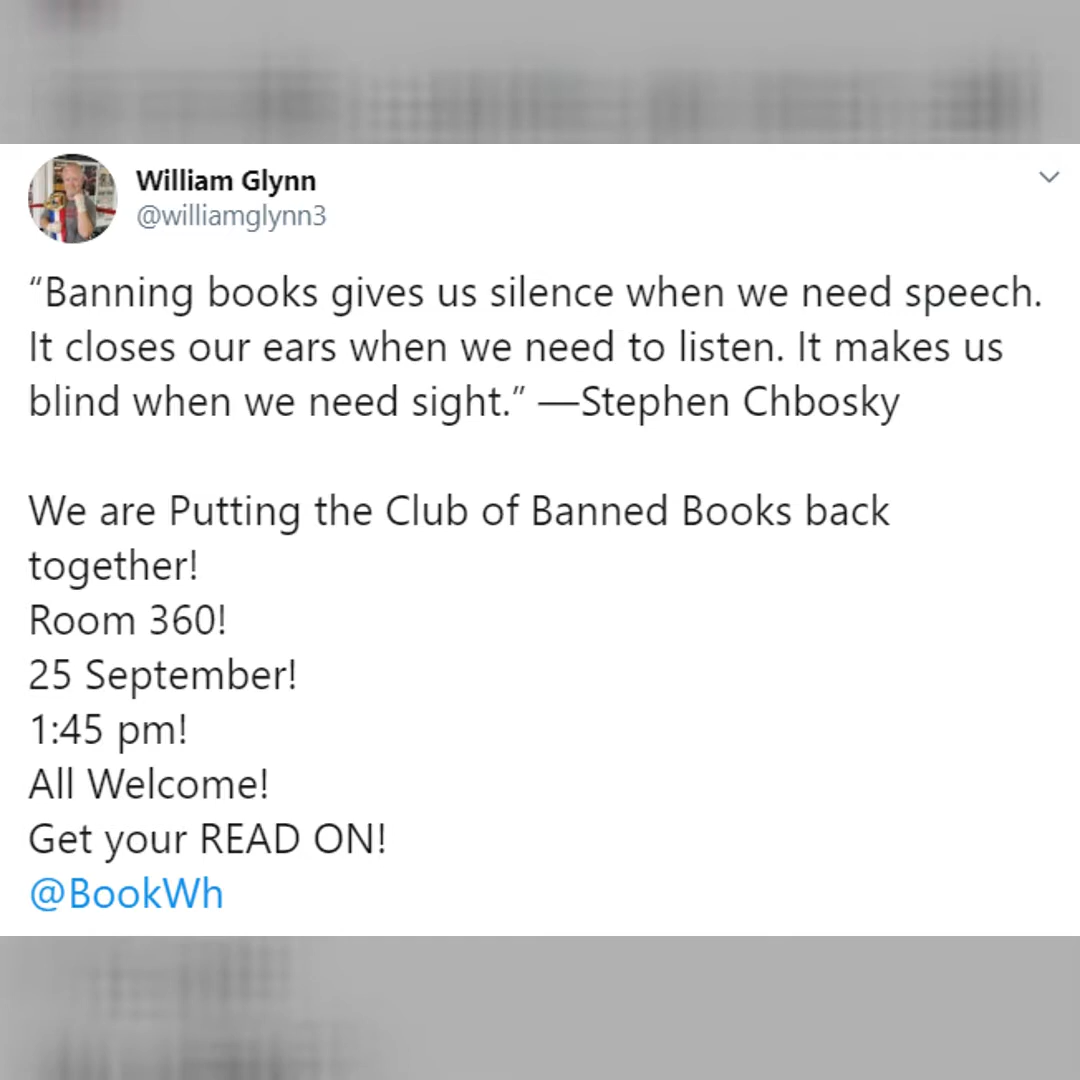 William Glynn
@williamglynn3
“Banning books gives us silence when we need speech.
It closes our ears when we need to listen. It makes us
blind when we need sight.” —Stephen Chbosky
We are Putting the Club of Banned Books back
together!
Room 360!
25 September!
1:45 pm!
All Welcome!
Get your READ ON!
@BookWh